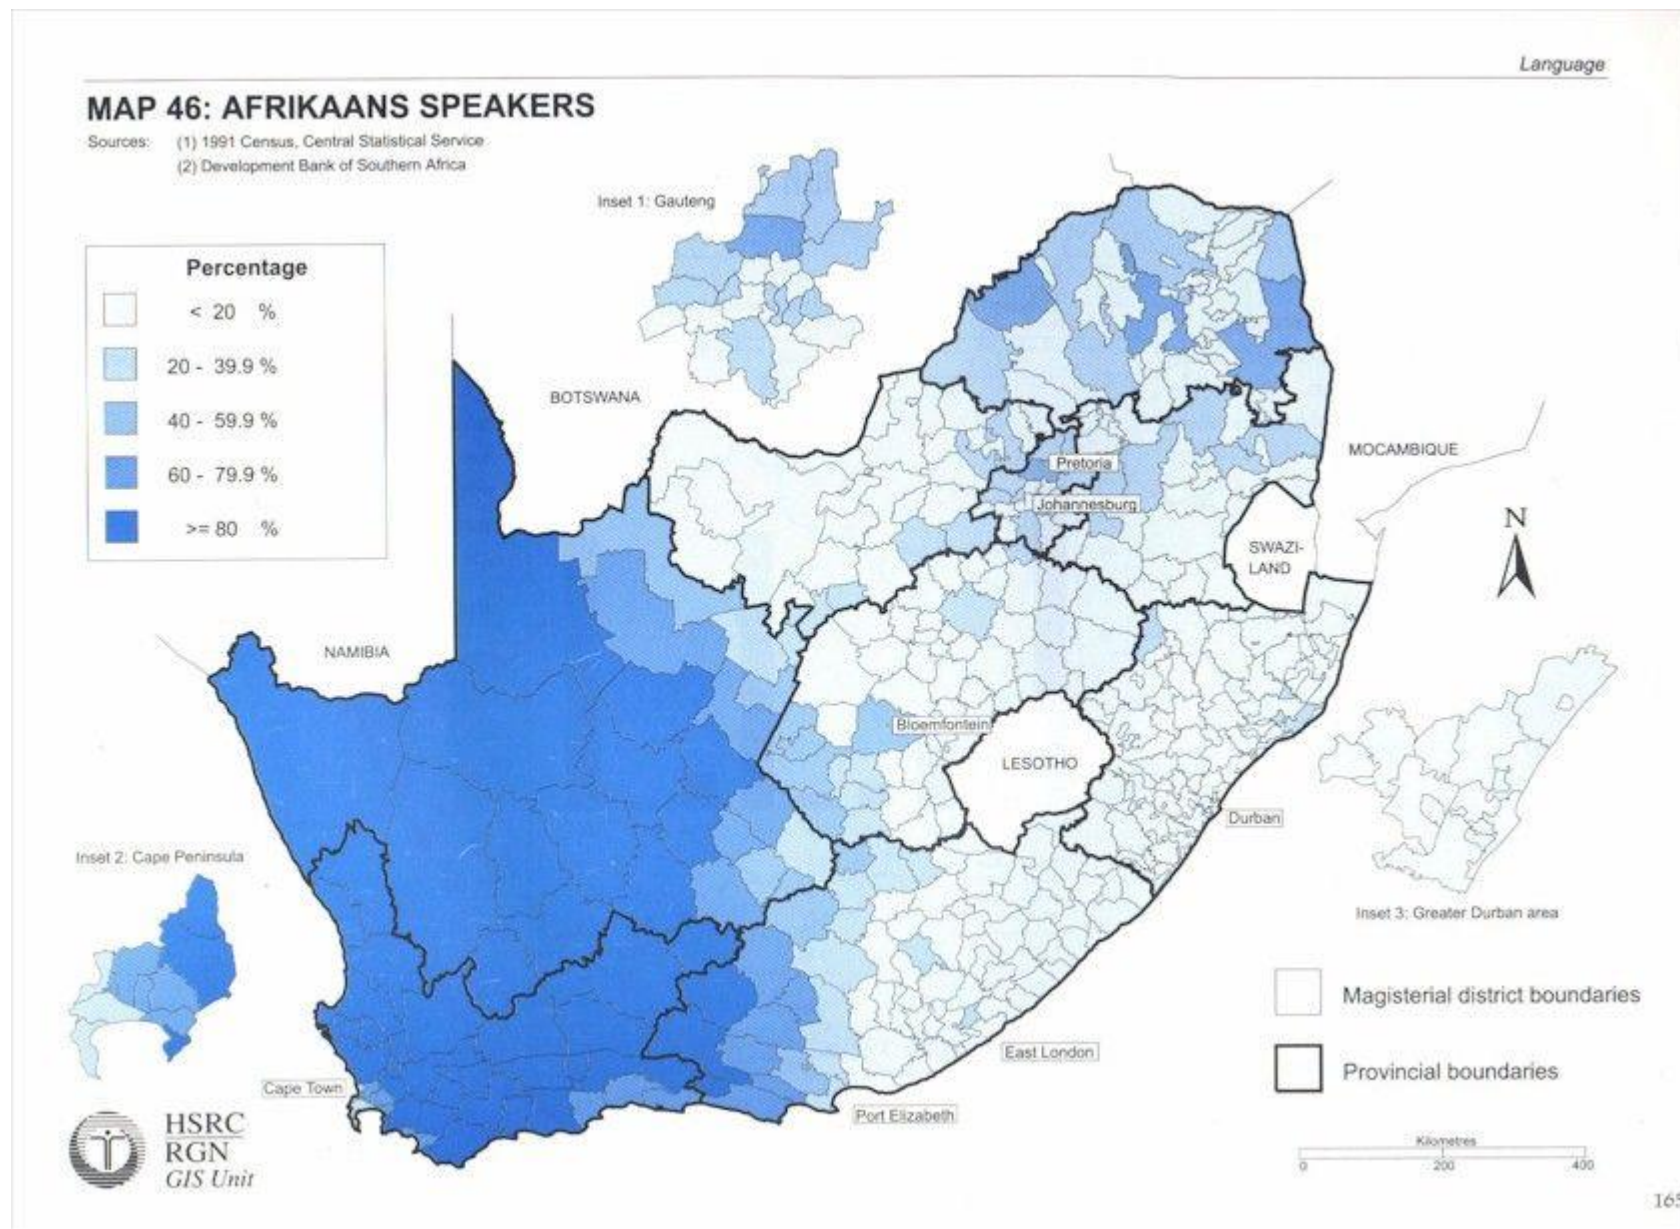 Language
MAP 46: AFRIKAANS SPEAKERS
Sources: (1) 1991 Census, Central Statistical Service
(2) Development Bank of Southern Africa
Inset 1: Gauteng
Percentage
< 20 %
20 - 39.9 %
40 - 59.9 %
60 - 79.9 %
>= 80 %
BOTSWANA
MOCAMBIQUE
Pretoria
Johannesburg
N
SWAZI-
LAND
NAMIBIA
Bloemfontein
LESOTHO
Durban
Inset 2: Cape Peninsula
Inset 3: Greater Durban area
Magisterial district boundaries
East London
Provincial boundaries
Cape Town
Port Elizabeth
HSRC
RGN
GIS Unit
Kilometres
0 200 400
165